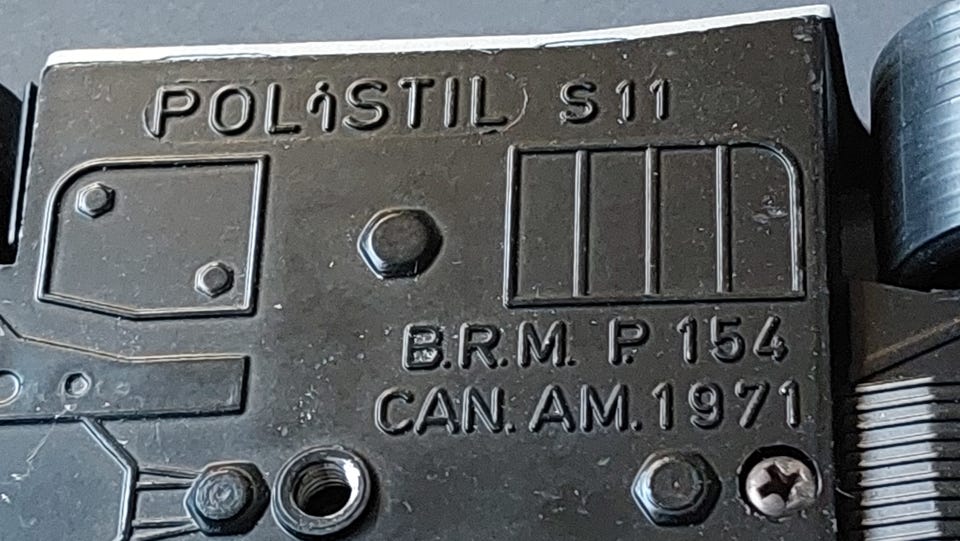 POLiSTIL S11
B.R.M. P. 154
CAN. AM. 1971